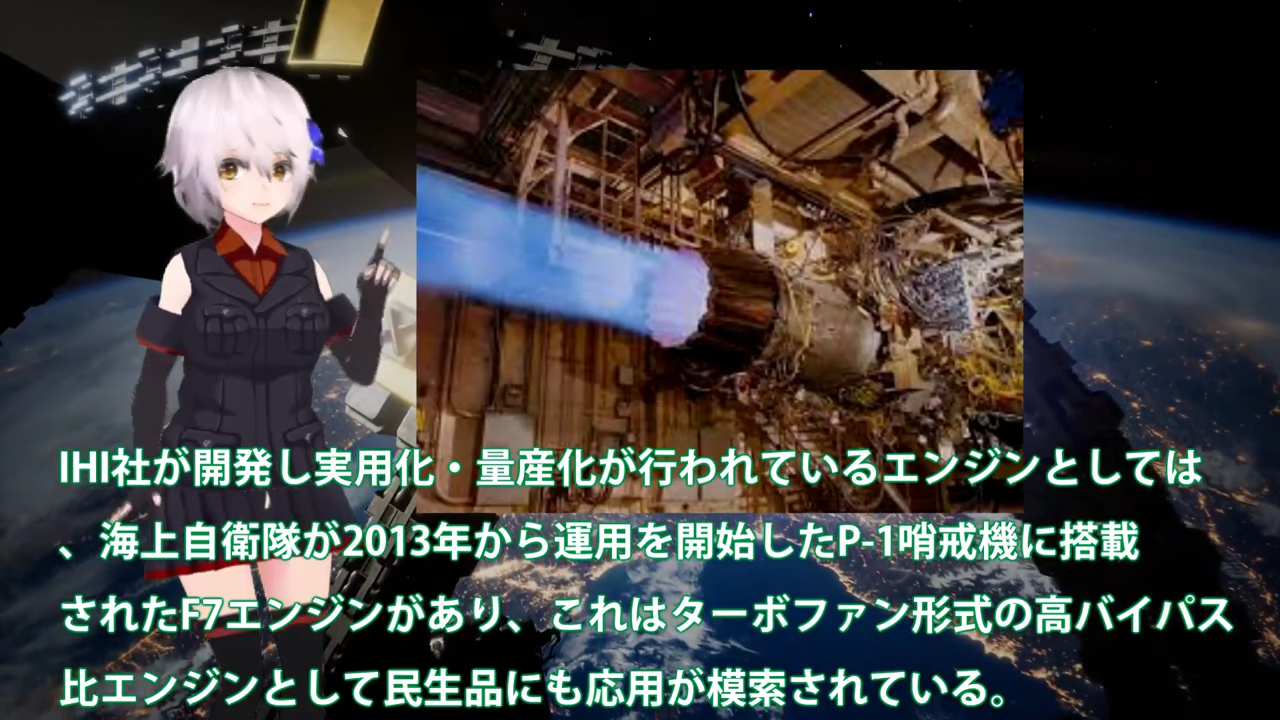 IHI社が開発し実用化・量産化が行われているエンジンとしては
、海上自衛隊が2013年から運用を開始したP-1哨戒機に搭載
されたF7エンジンがあり、これはターボファン形式の高バイパス
比エンジンとして民生品にも応用が模索されている。